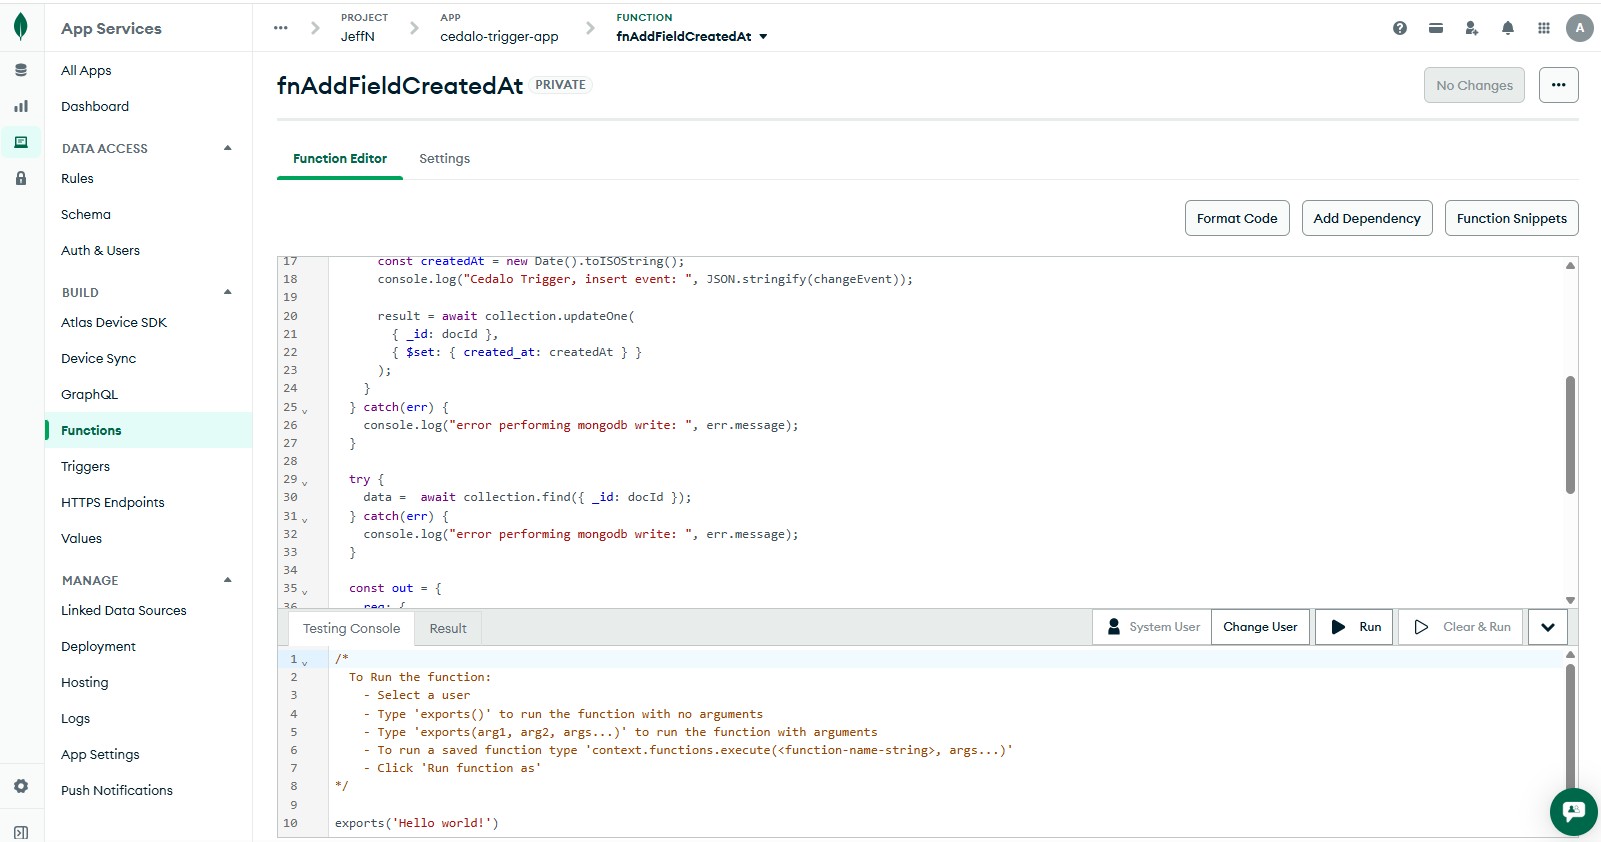 App Services
PROJECT
JeffN
APP
cedalo-trigger-app
FUNCTION
fnAddFieldCreatedAt
A
All Apps
Dashboard
DATA ACCESS
Rules
Schema
Auth & Users
BUILD
Atlas Device SDK
Device Sync
GraphQL
Functions
Triggers
HTTPS Endpoints
Values
MANAGE
Linked Data Sources
Deployment
Hosting
Logs
App Settings
Push Notifications
fnAddFieldCreatedAt PRIVATE
No Changes
Function Editor Settings
Format Code Add Dependency Function Snippets
17 const createdAt = new Date().toISOString();
18 console.log("Cedalo Trigger, insert event: ", JSON.stringify(changeEvent));
19
20 result = await collection.updateOne(
21 { _id: docId },
22 { $set: { created_at: createdAt } }
23 );
24 }
25 } catch(err) {
26 console.log("error performing mongodb write: ", err.message);
27 }
28
29 try {
30 data = await collection.find({ _id: docId });
31 } catch(err) {
32 console.log("error performing mongodb write: ", err.message);
33 }
34
35 const out = {
36 req: {
Testing Console Result System User Change User Run Clear & Run
1 /*
2 To Run the function:
3 - Select a user
4 - Type 'exports()' to run the function with no arguments
5 - Type 'exports(arg1, arg2, args...)' to run the function with arguments
6 - To run a saved function type 'context.functions.execute(<function-name-string>, args...)'
7 - Click 'Run function as'
8 */
9
10 exports('Hello world!')